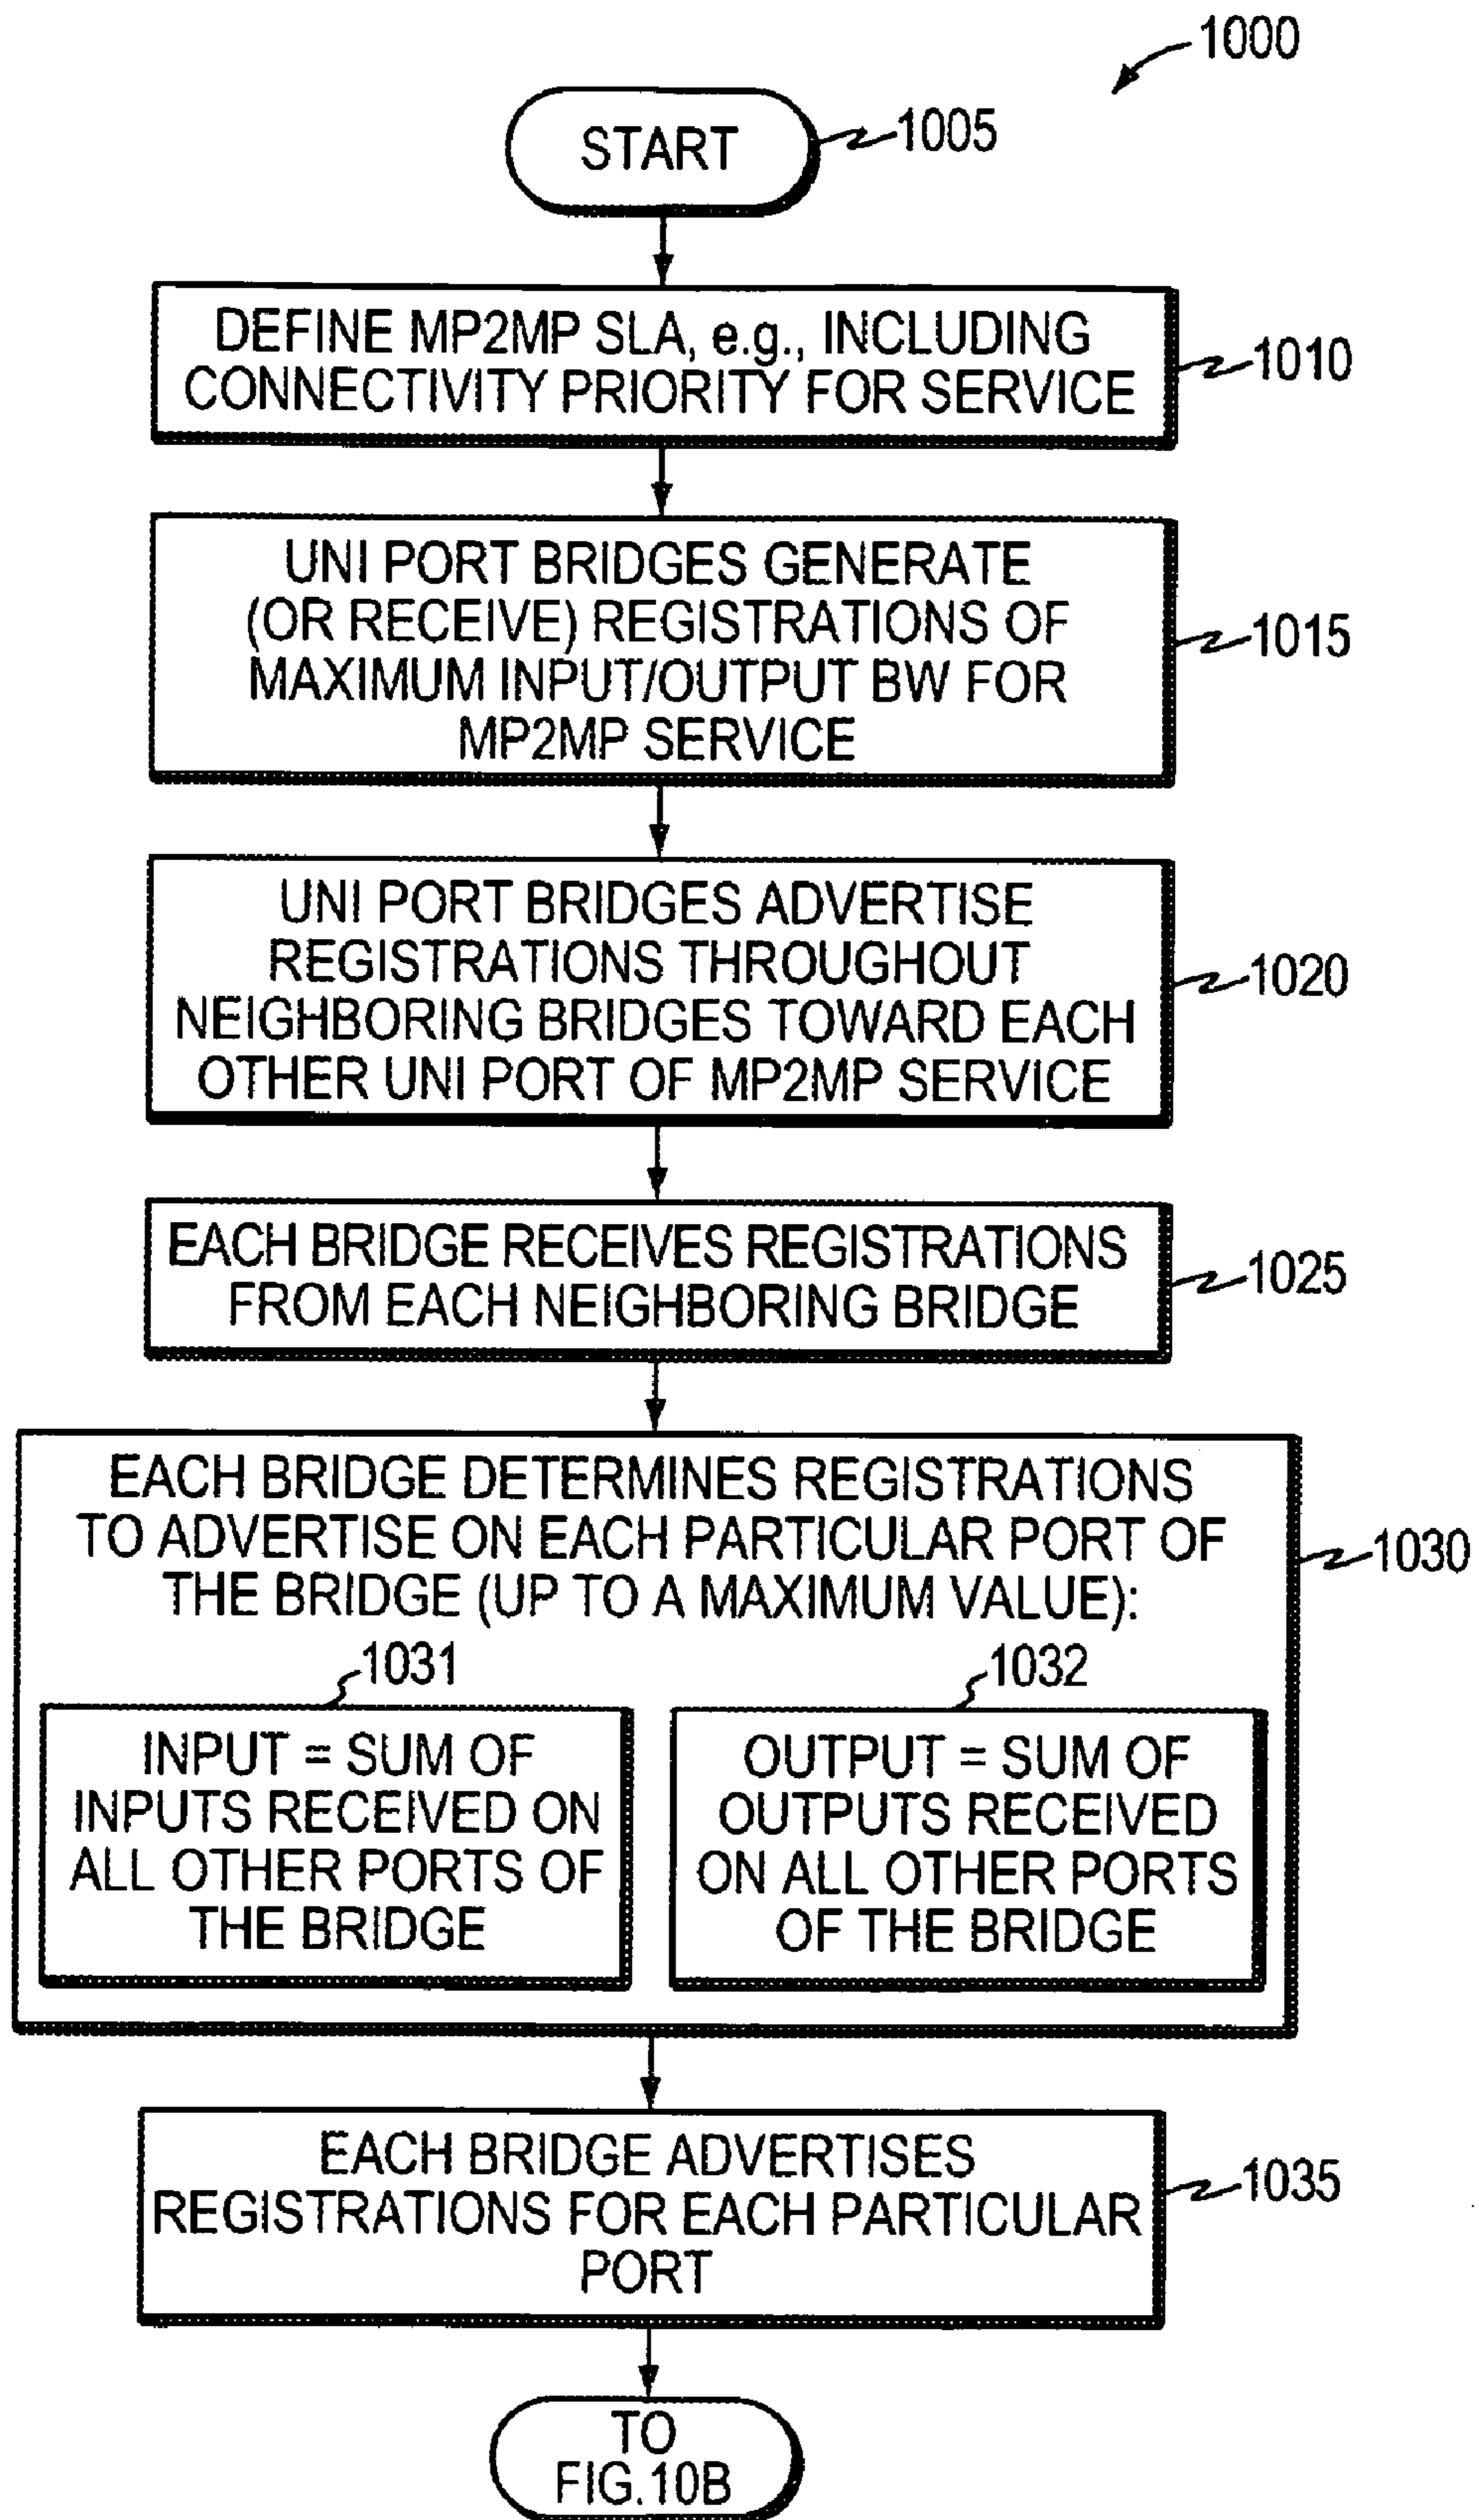 1000
START
1005
DEFINE MP2MP SLA, e.g., INCLUDING
CONNECTIVITY PRIORITY FOR SERVICE
1010
UNI PORT BRIDGES GENERATE
(OR RECEIVE) REGISTRATIONS OF
MAXIMUM INPUT/OUTPUT BW FOR
MP2MP SERVICE
1015
UNI PORT BRIDGES ADVERTISE
REGISTRATIONS THROUGHOUT
NEIGHBORING BRIDGES TOWARD EACH
OTHER UNI PORT OF MP2MP SERVICE
1020
EACH BRIDGE RECEIVES REGISTRATIONS
FROM EACH NEIGHBORING BRIDGE
1025
EACH BRIDGE DETERMINES REGISTRATIONS
TO ADVERTISE ON EACH PARTICULAR PORT OF
THE BRIDGE (UP TO A MAXIMUM VALUE):
1030
1031
INPUT = SUM OF
INPUTS RECEIVED ON
ALL OTHER PORTS OF
THE BRIDGE
1032
OUTPUT = SUM OF
OUTPUTS RECEIVED
ON ALL OTHER PORTS
OF THE BRIDGE
EACH BRIDGE ADVERTISES
REGISTRATIONS FOR EACH PARTICULAR
PORT
1035
TO
FIG.10B